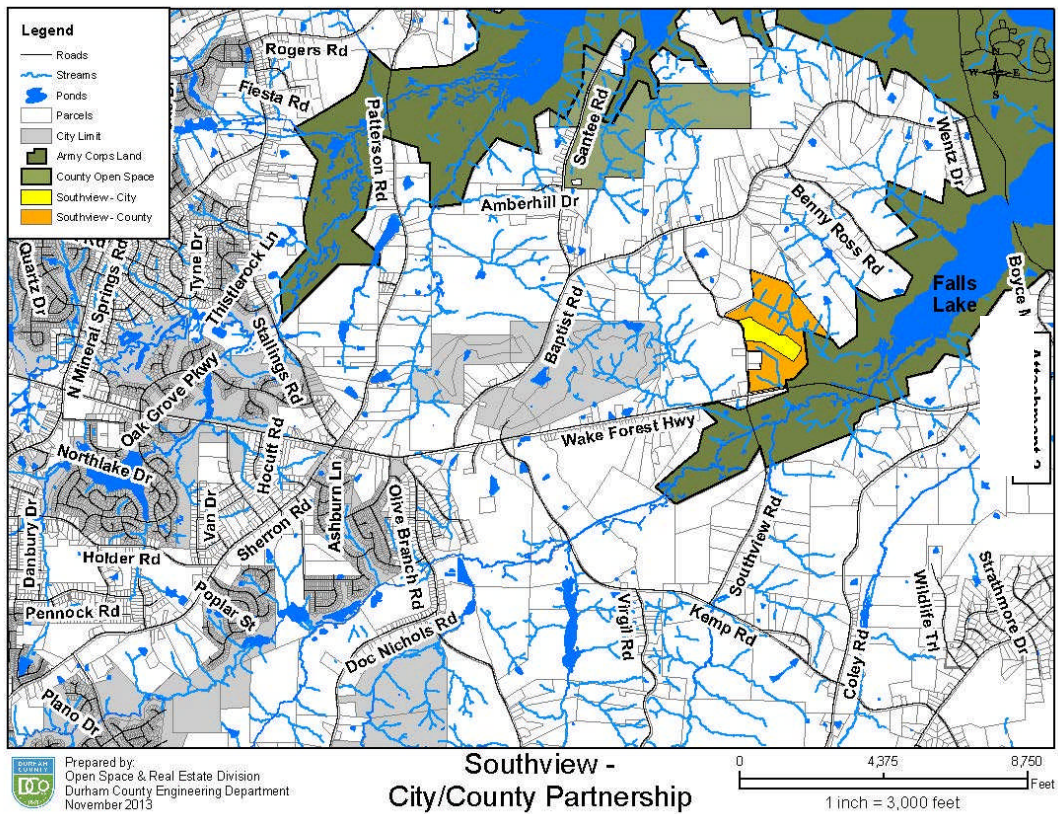 Legend
Roads
Streams
Ponds
Parcels
City Limit
Army Corps Land
County Open Space
Southview - City
Southview - County
Rogers Rd
Fiesta Rd
Patterson Rd
Santee Rd
Wentz Dr
N
W
E
S
Amberhill Dr
Benny Ross Rd
Quartz Dr
Rd
N Mineral Springs Rd
Tyne Dr
Thistlerock Ln
Stallings Rd
Baptist Rd
Falls
Lake
Boyce
Oak Grove Pkwy
Wake Forest Hwy
Northlake Dr
Hocutt Rd
Van Dr
Sherron Rd
Ashburn Ln
Olive Branch Rd
Southview Rd
Danbury Dr
Holder Rd
Pennock Rd
Poplar St
Doc Nichols Rd
Virgil Rd
Kemp Rd
Coley Rd
Wildlife Trl
Strathmore Dr
Plano Dr
DURHAM
COUNTY
DCo
1881
Prepared by:
Open Space & Real Estate Division
Durham County Engineering Department
November 2013
Southview -
City/County Partnership
0 4,375 8,750
Feet
1 inch = 3,000 feet